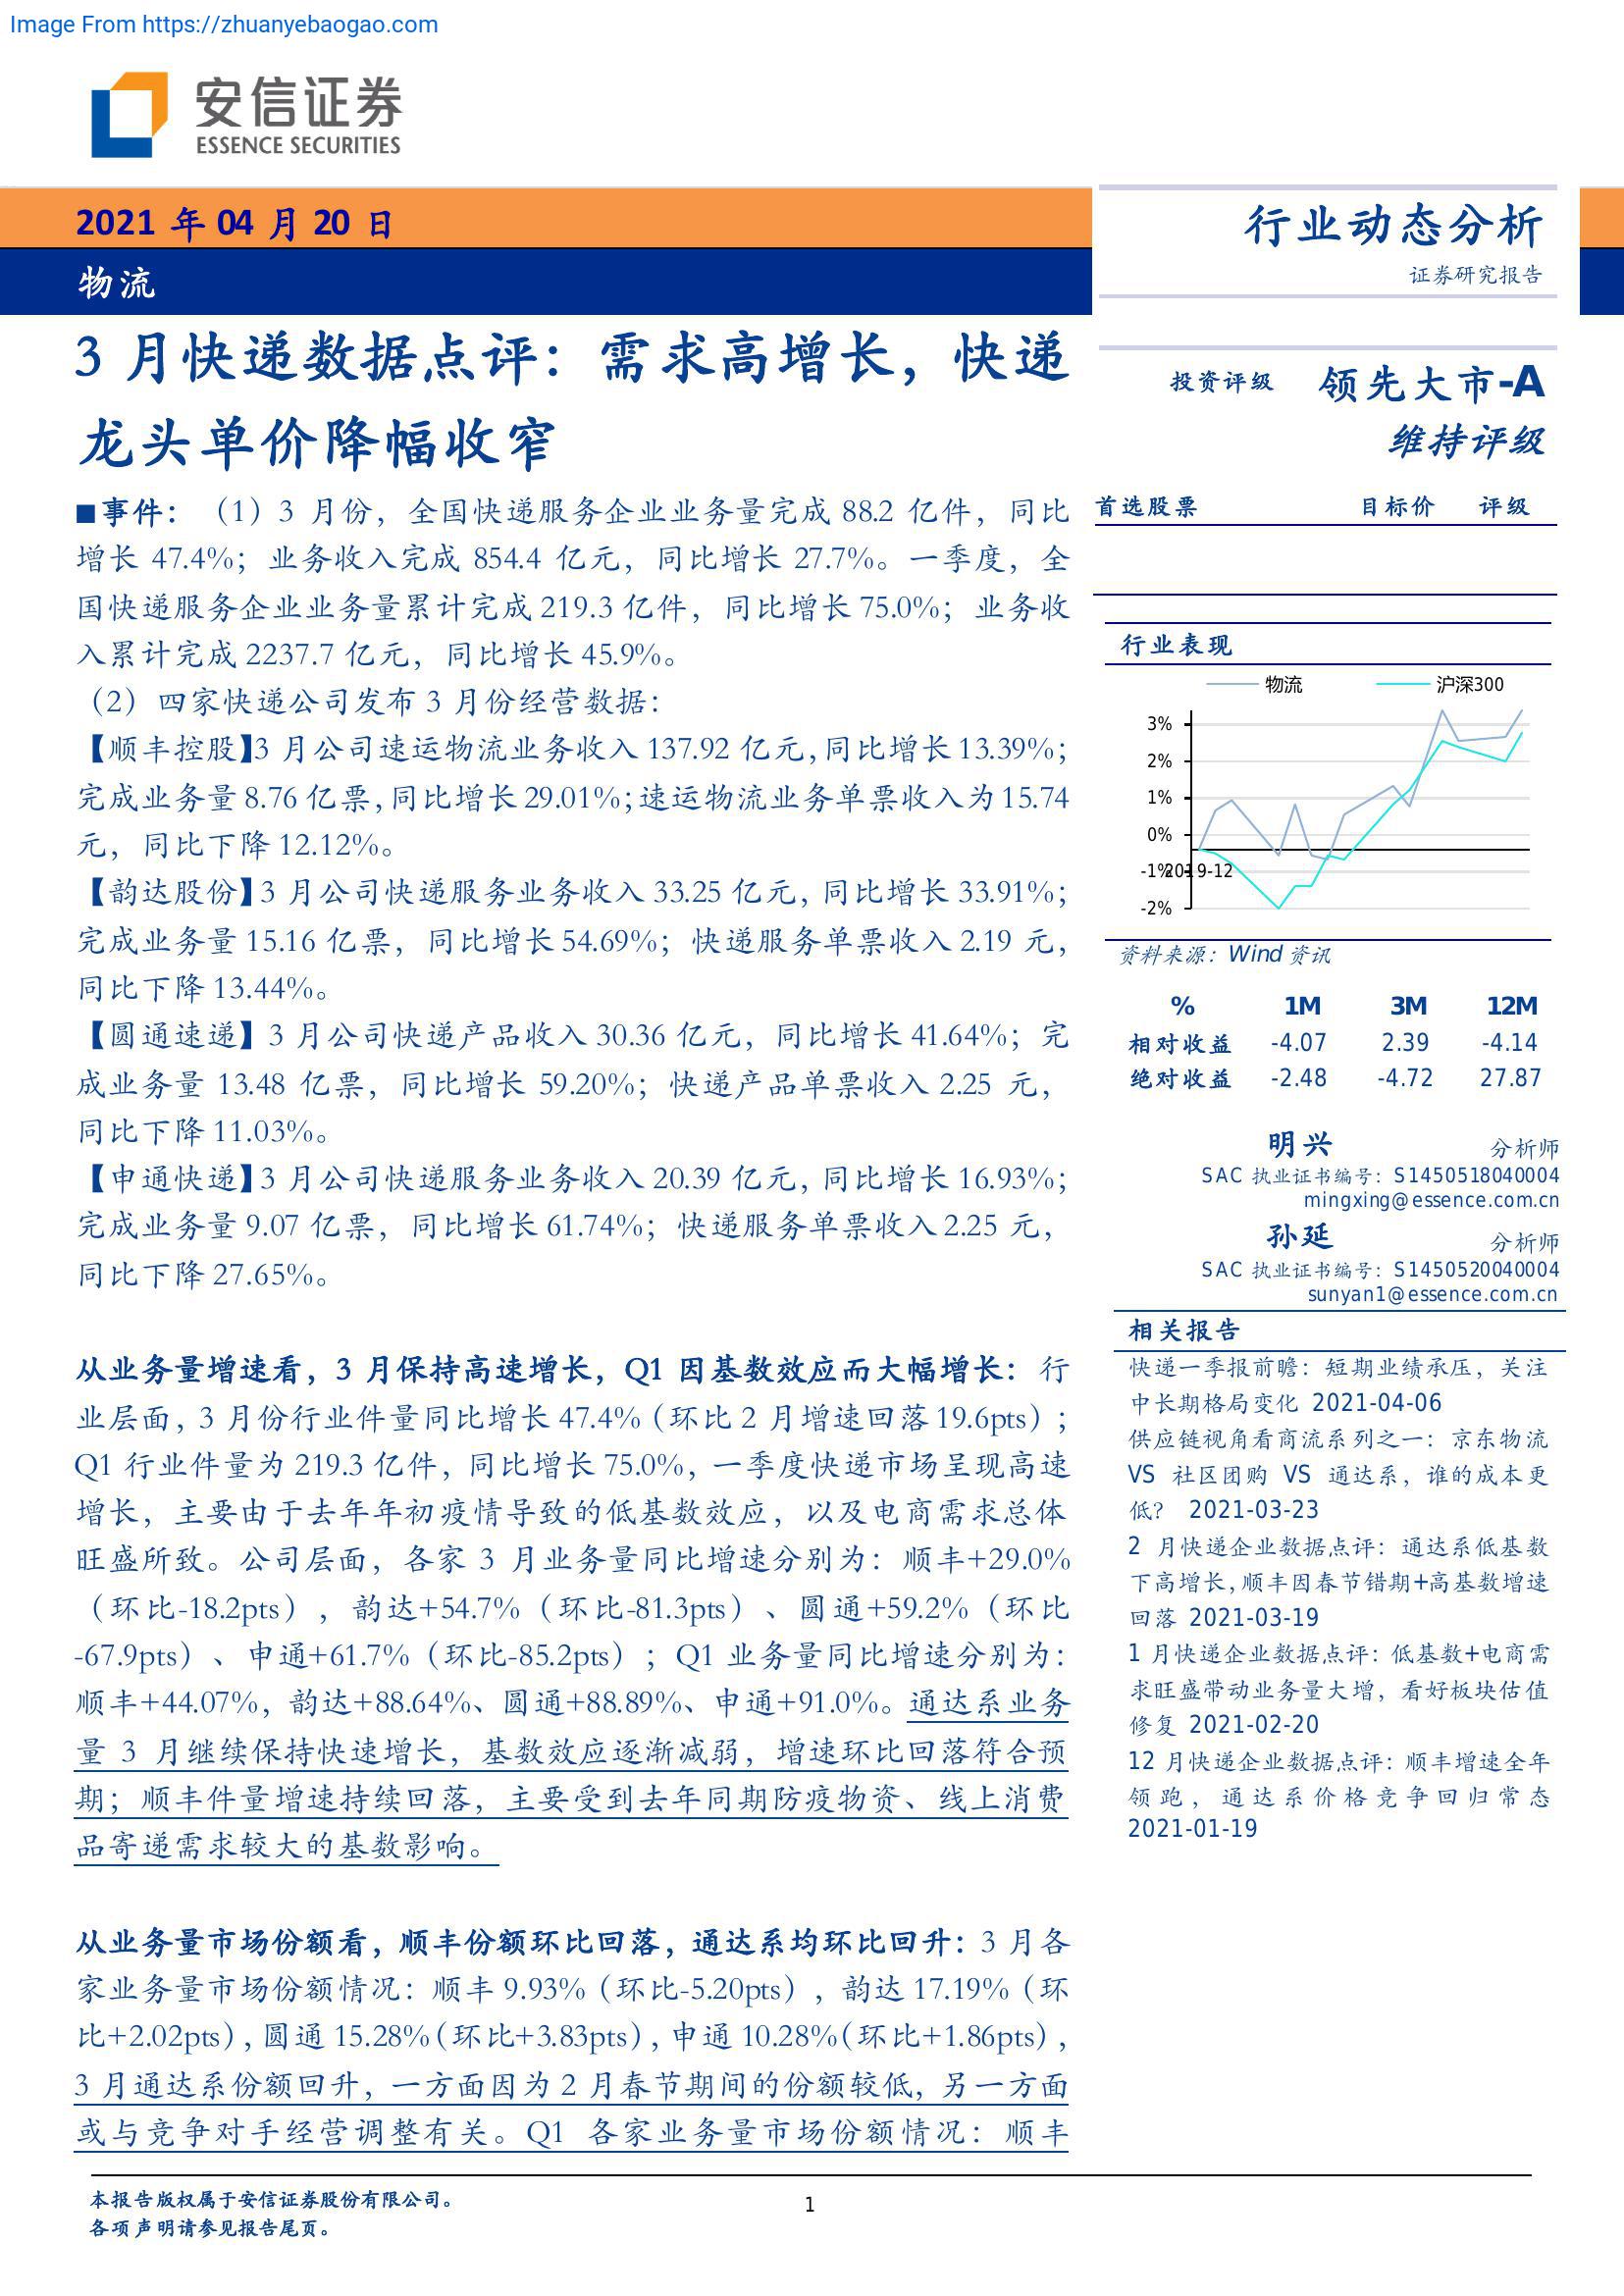 Image From https://zhuanyebaogao.com
安信证券
ESSENCE SECURITIES
2021 年 04 月 20 日
物流
行业动态分析
证券研究报告
3 月快递数据点评：需求高增长，快递
龙头单价降幅收窄
■事件：（1）3 月份，全国快递服务企业业务量完成 88.2 亿件，同比
增长 47.4%；业务收入完成 854.4 亿元，同比增长 27.7%。一季度，全
国快递服务企业业务量累计完成 219.3 亿件，同比增长 75.0%；业务收
入累计完成 2237.7 亿元，同比增长 45.9%。
（2）四家快递公司发布 3 月份经营数据：
【顺丰控股】3 月公司速运物流业务收入 137.92 亿元，同比增长 13.39%；
完成业务量 8.76 亿票，同比增长 29.01%；速运物流业务单票收入为 15.74
元，同比下降 12.12%。
【韵达股份】3 月公司快递服务业务收入 33.25 亿元，同比增长 33.91%；
完成业务量 15.16 亿票，同比增长 54.69%；快递服务单票收入 2.19 元，
同比下降 13.44%。
【圆通速递】3 月公司快递产品收入 30.36 亿元，同比增长 41.64%；完
成业务量 13.48 亿票，同比增长 59.20%；快递产品单票收入 2.25 元，
同比下降 11.03%。
【申通快递】3 月公司快递服务业务收入 20.39 亿元，同比增长 16.93%；
完成业务量 9.07 亿票，同比增长 61.74%；快递服务单票收入 2.25 元，
同比下降 27.65%。
从业务量增速看，3 月保持高速增长，Q1 因基数效应而大幅增长：行
业层面，3 月份行业件量同比增长 47.4%（环比 2 月增速回落 19.6pts）；
Q1 行业件量为 219.3 亿件，同比增长 75.0%，一季度快递市场呈现高速
增长，主要由于去年年初疫情导致的低基数效应，以及电商需求总体
旺盛所致。公司层面，各家 3 月业务量同比增速分别为：顺丰+29.0%
（环比-18.2pts），韵达+54.7%（环比-81.3pts）、圆通+59.2%（环比
-67.9pts）、申通+61.7%（环比-85.2pts）；Q1 业务量同比增速分别为：
顺丰+44.07%，韵达+88.64%、圆通+88.89%、申通+91.0%。通达系业务
量 3 月继续保持快速增长，基数效应逐渐减弱，增速环比回落符合预
期；顺丰件量增速持续回落，主要受到去年同期防疫物资、线上消费
品寄递需求较大的基数影响。
从业务量市场份额看，顺丰份额环比回落，通达系均环比回升：3 月各
家业务量市场份额情况：顺丰 9.93%（环比-5.20pts），韵达 17.19%（环
比+2.02pts），圆通 15.28%（环比+3.83pts），申通 10.28%（环比+1.86pts），
3 月通达系份额回升，一方面因为 2 月春节期间的份额较低，另一方面
或与竞争对手经营调整有关。Q1 各家业务量市场份额情况：顺丰
投资评级 领先大市-A
维持评级
首选股票 目标价 评级
行业表现
物流 沪深300
3%
2%
1%
0%
-1%
2019-12
-2%
资料来源：Wind 资讯
% 1M 3M 12M
相对收益 -4.07 2.39 -4.14
绝对收益 -2.48 -4.72 27.87
明兴 分析师
SAC 执业证书编号：S1450518040004
mingxing@essence.com.cn
孙延 分析师
SAC 执业证书编号：S1450520040004
sunyan1@essence.com.cn
相关报告
快递一季报前瞻：短期业绩承压，关注
中长期格局变化 2021-04-06
供应链视角看商流系列之一：京东物流
VS 社区团购 VS 通达系，谁的成本更
低？ 2021-03-23
2 月快递企业数据点评：通达系低基数
下高增长，顺丰因春节错期+高基数增速
回落 2021-03-19
1 月快递企业数据点评：低基数+电商需
求旺盛带动业务量大增，看好板块估值
修复 2021-02-20
12 月快递企业数据点评：顺丰增速全年
领跑，通达系价格竞争回归常态
2021-01-19
本报告版权属于安信证券股份有限公司。
各项声明请参见报告尾页。
1